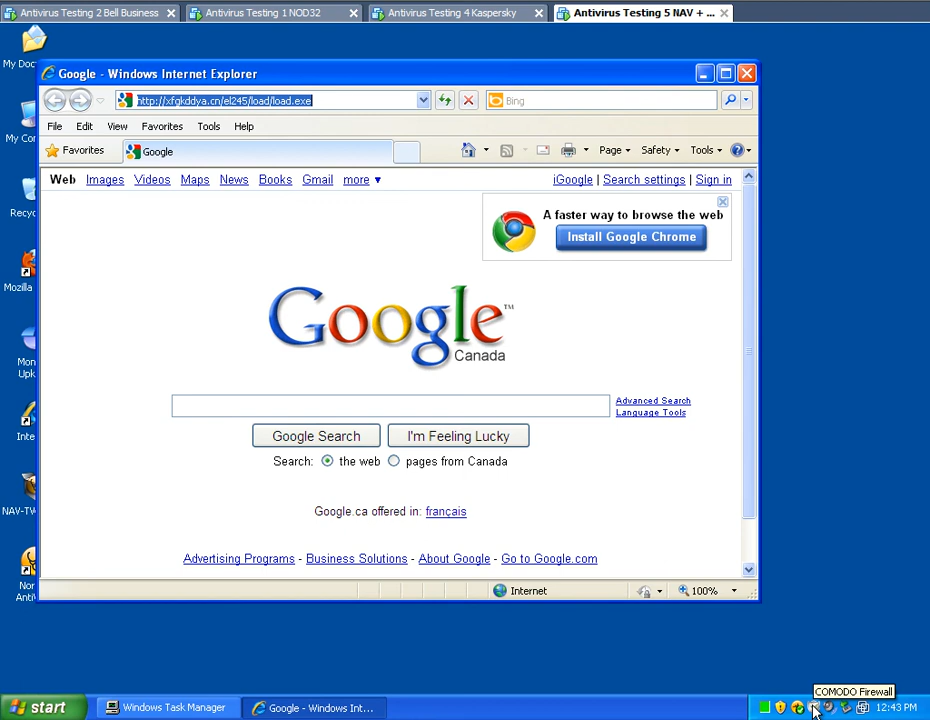 Antivirus Testing 2 Bell Business
Antivirus Testing 1 NOD32
Antivirus Testing 4 Kaspersky
Antivirus Testing 5 NAV + ...
My Doc
Google - Windows Internet Explorer
http://xfgkddya.cn/el245/load/load.exe
Bing
My Co
File Edit View Favorites Tools Help
Favorites
Google
Page Safety Tools
Web Images Videos Maps News Books Gmail more ▼
iGoogle | Search settings | Sign in
Recyc
A faster way to browse the web
Install Google Chrome
Mozilla
Google™
Canada
Mon
Upk
Advanced Search
Language Tools
Inte
Google Search
I'm Feeling Lucky
Search: the web pages from Canada
NAV-TW
Google.ca offered in: français
Advertising Programs - Business Solutions - About Google - Go to Google.com
Nor
Anti
Internet
100%
COMODO Firewall
start
Windows Task Manager
Google - Windows Int...
12:43 PM